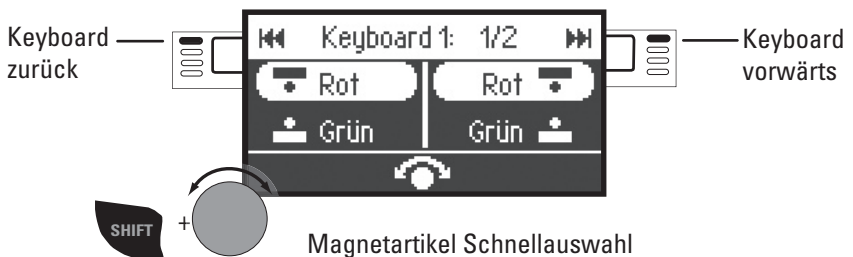 Keyboard
zurück
Keyboard 1: 1/2
Keyboard
vorwärts
Rot
Rot
Grün
Grün
SHIFT
+
Magnetartikel Schnellauswahl